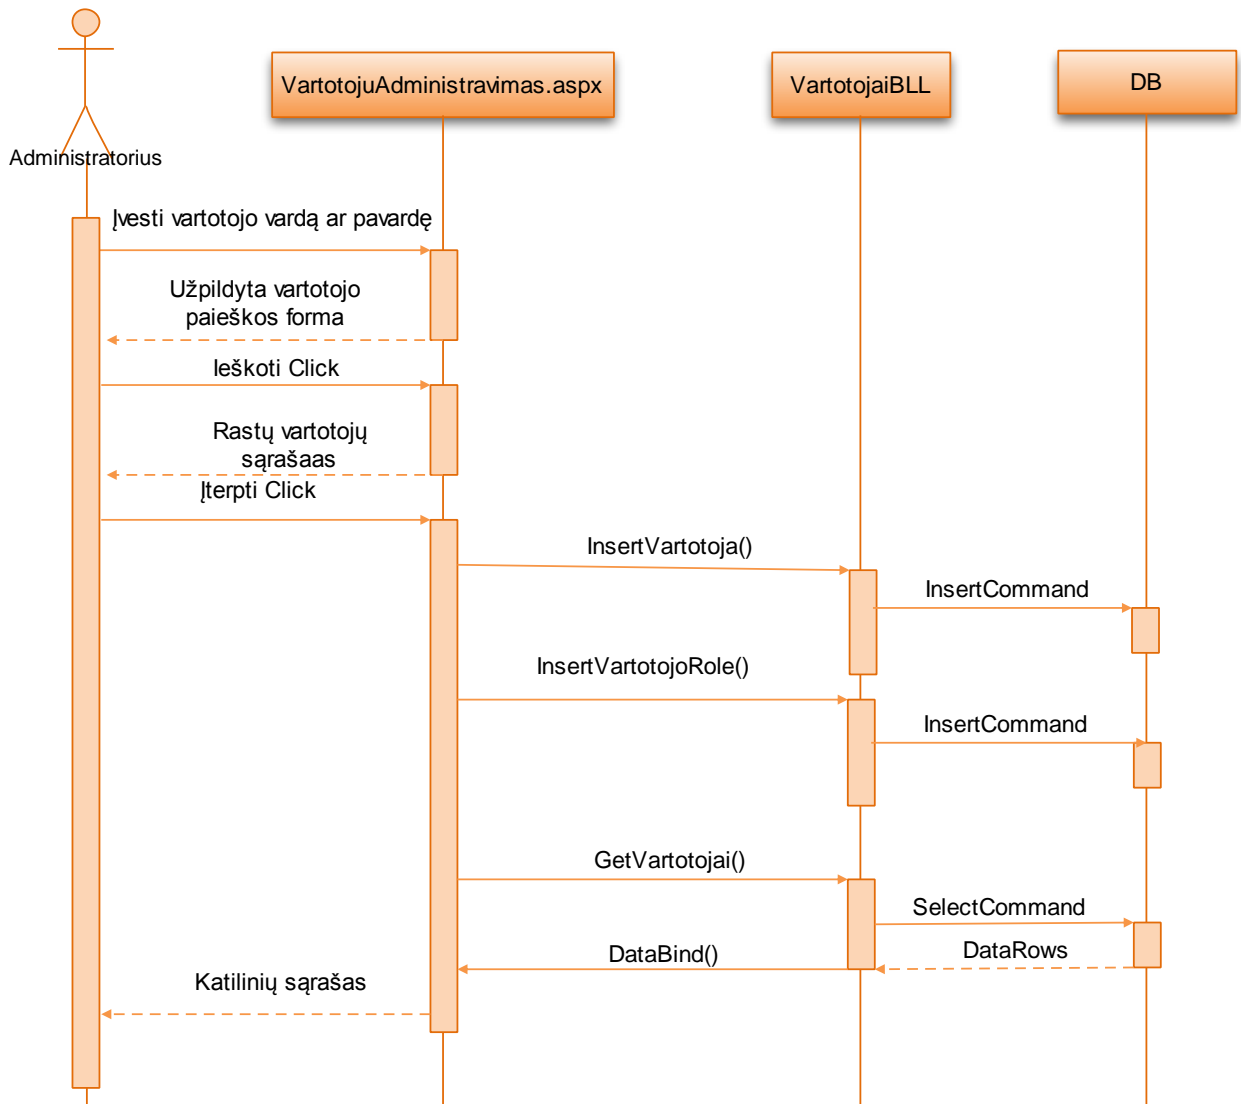 VartotojuAdministravimas.aspx
VartotojaiBLL
DB
Administratorius
Įvesti vartotojo vardą ar pavardę
Užpildyta vartotojo
paieškos forma
Ieškoti Click
Rastų vartotojų
sąrašaas
Įterpti Click
InsertVartotoja()
InsertCommand
InsertVartotojoRole()
InsertCommand
GetVartotojai()
SelectCommand
DataRows
DataBind()
Katilinių sąrašas